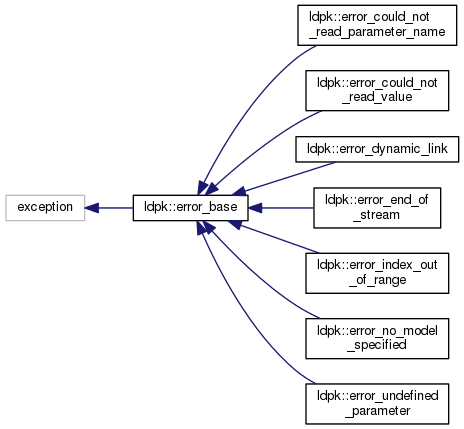 ldpk::error_could_not
_read_parameter_name
ldpk::error_could_not
_read_value
ldpk::error_dynamic_link
ldpk::error_end_of
_stream
exception
ldpk::error_base
ldpk::error_index_out
_of_range
ldpk::error_no_model
_specified
ldpk::error_undefined
_parameter